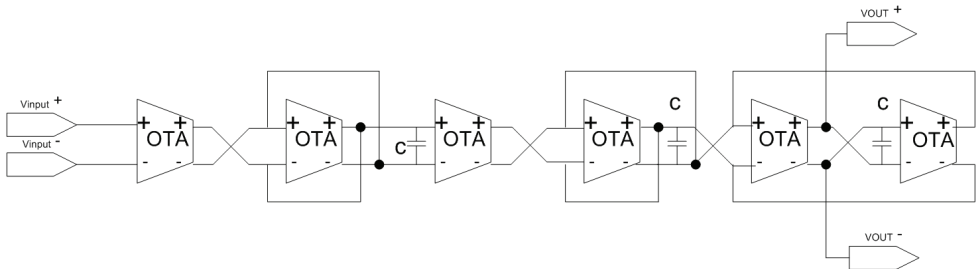 VOUT +
Vinput +
Vinput -
+ + OTA -  -
+ + OTA -  -
C
+ + OTA -  -
+ + OTA -  -
C
+ + OTA -  -
C
+ + OTA -  -
VOUT -